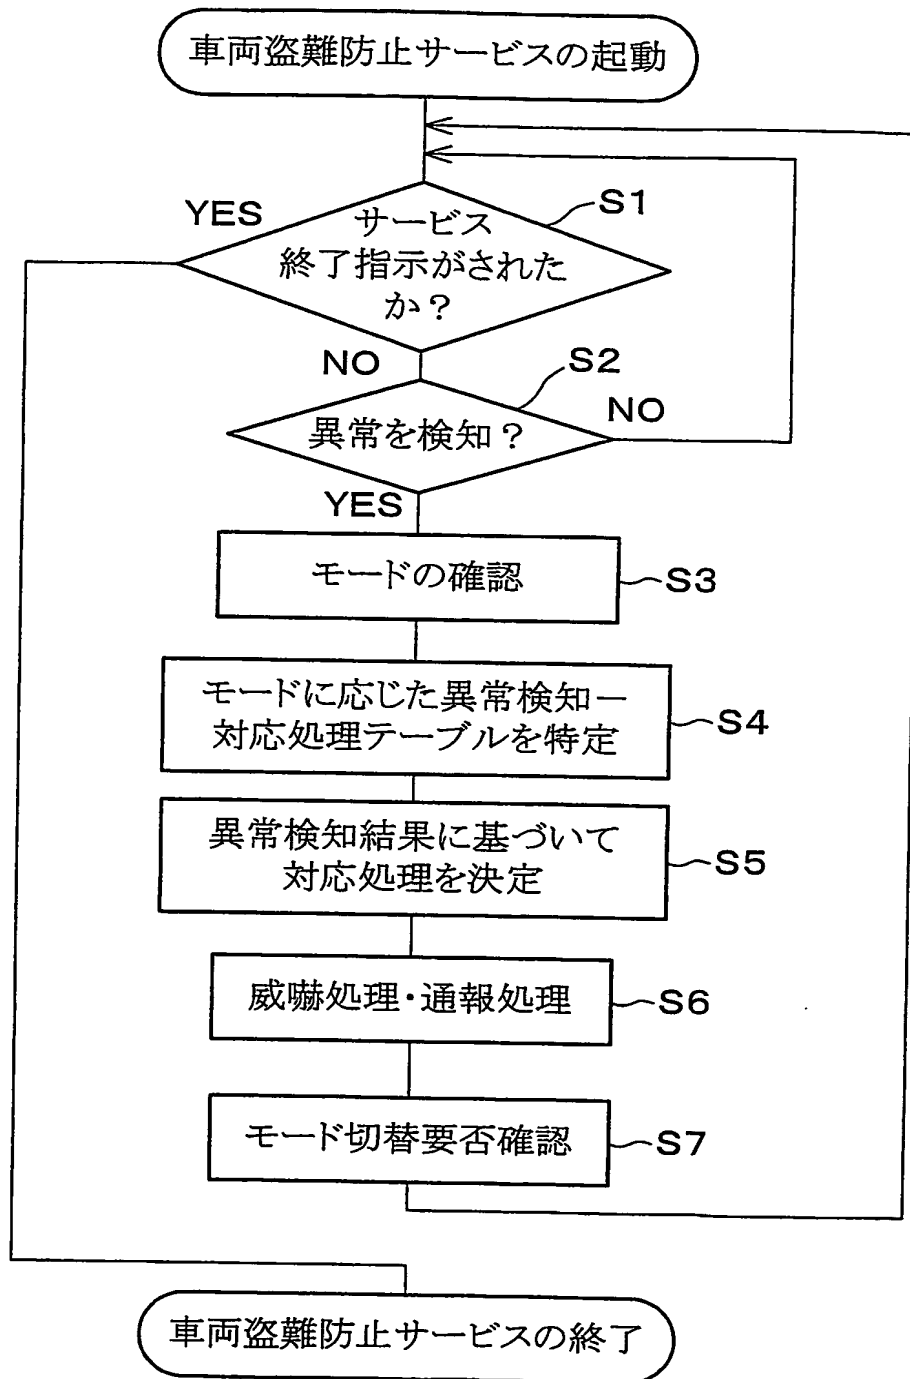 車両盗難防止サービスの起動
YES
S1
サービス
終了指示がされた
か？
NO
S2
異常を検知？
NO
YES
モードの確認
S3
モードに応じた異常検知－
対応処理テーブルを特定
S4
異常検知結果に基づいて
対応処理を決定
S5
威嚇処理・通報処理
S6
モード切替要否確認
S7
車両盗難防止サービスの終了